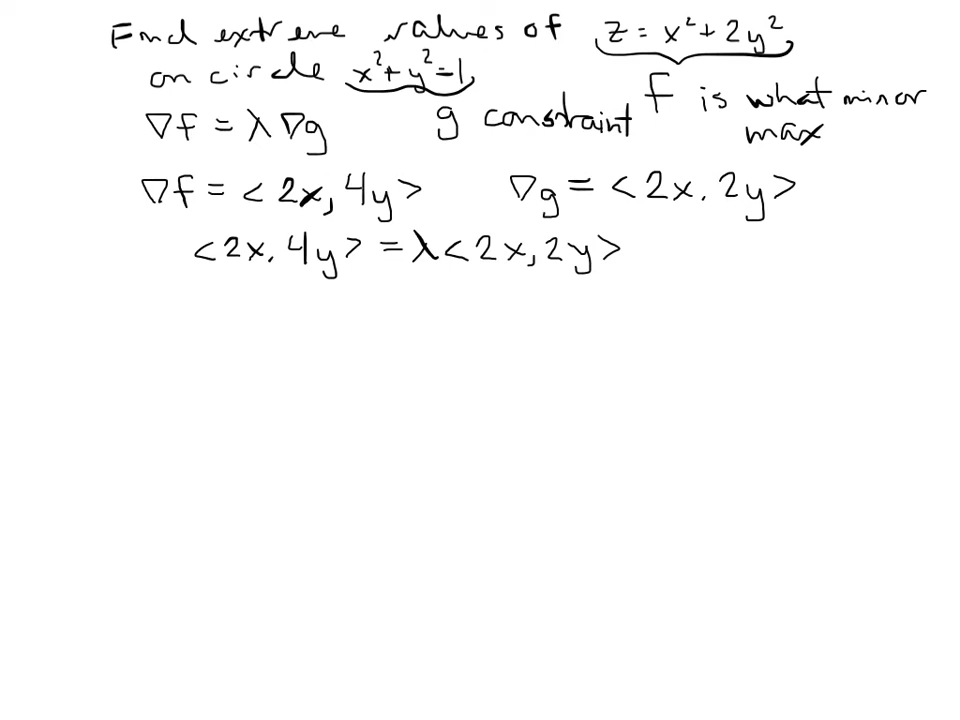 Find extreme values of z = x² + 2y²
on circle x² + y² = 1
g constraint f is what min or
max
∇f = λ ∇g
∇f = < 2x, 4y > ∇g = < 2x, 2y >
< 2x, 4y > = λ < 2x, 2y >